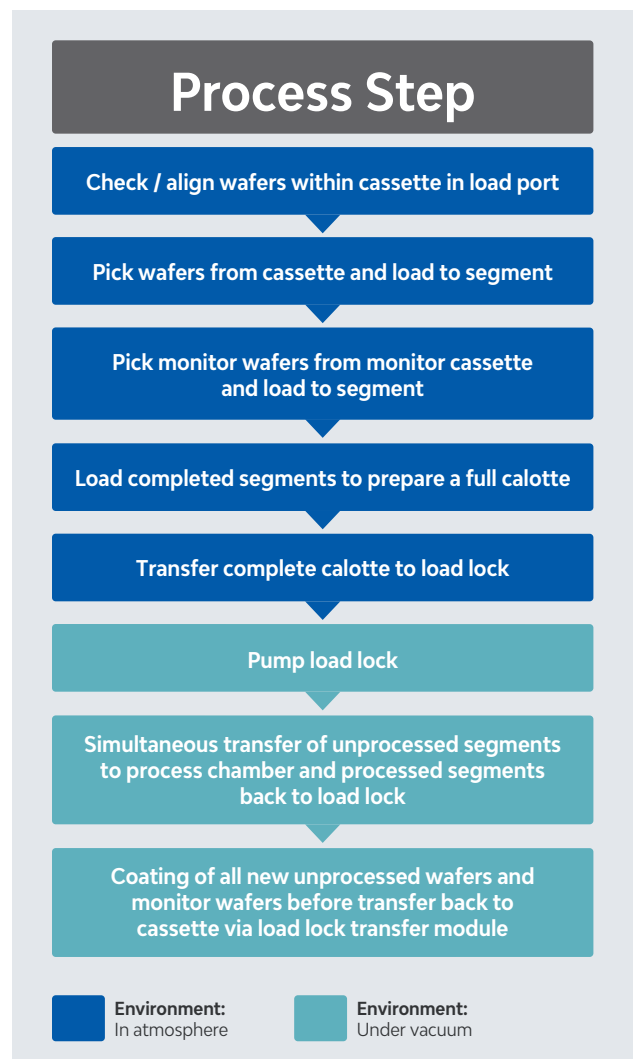 Process Step
Check / align wafers within cassette in load port
Pick wafers from cassette and load to segment
Pick monitor wafers from monitor cassette
and load to segment
Load completed segments to prepare a full calotte
Transfer complete calotte to load lock
Pump load lock
Simultaneous transfer of unprocessed segments
to process chamber and processed segments
back to load lock
Coating of all new unprocessed wafers and
monitor wafers before transfer back to
cassette via load lock transfer module
Environment:
In atmosphere
Environment:
Under vacuum